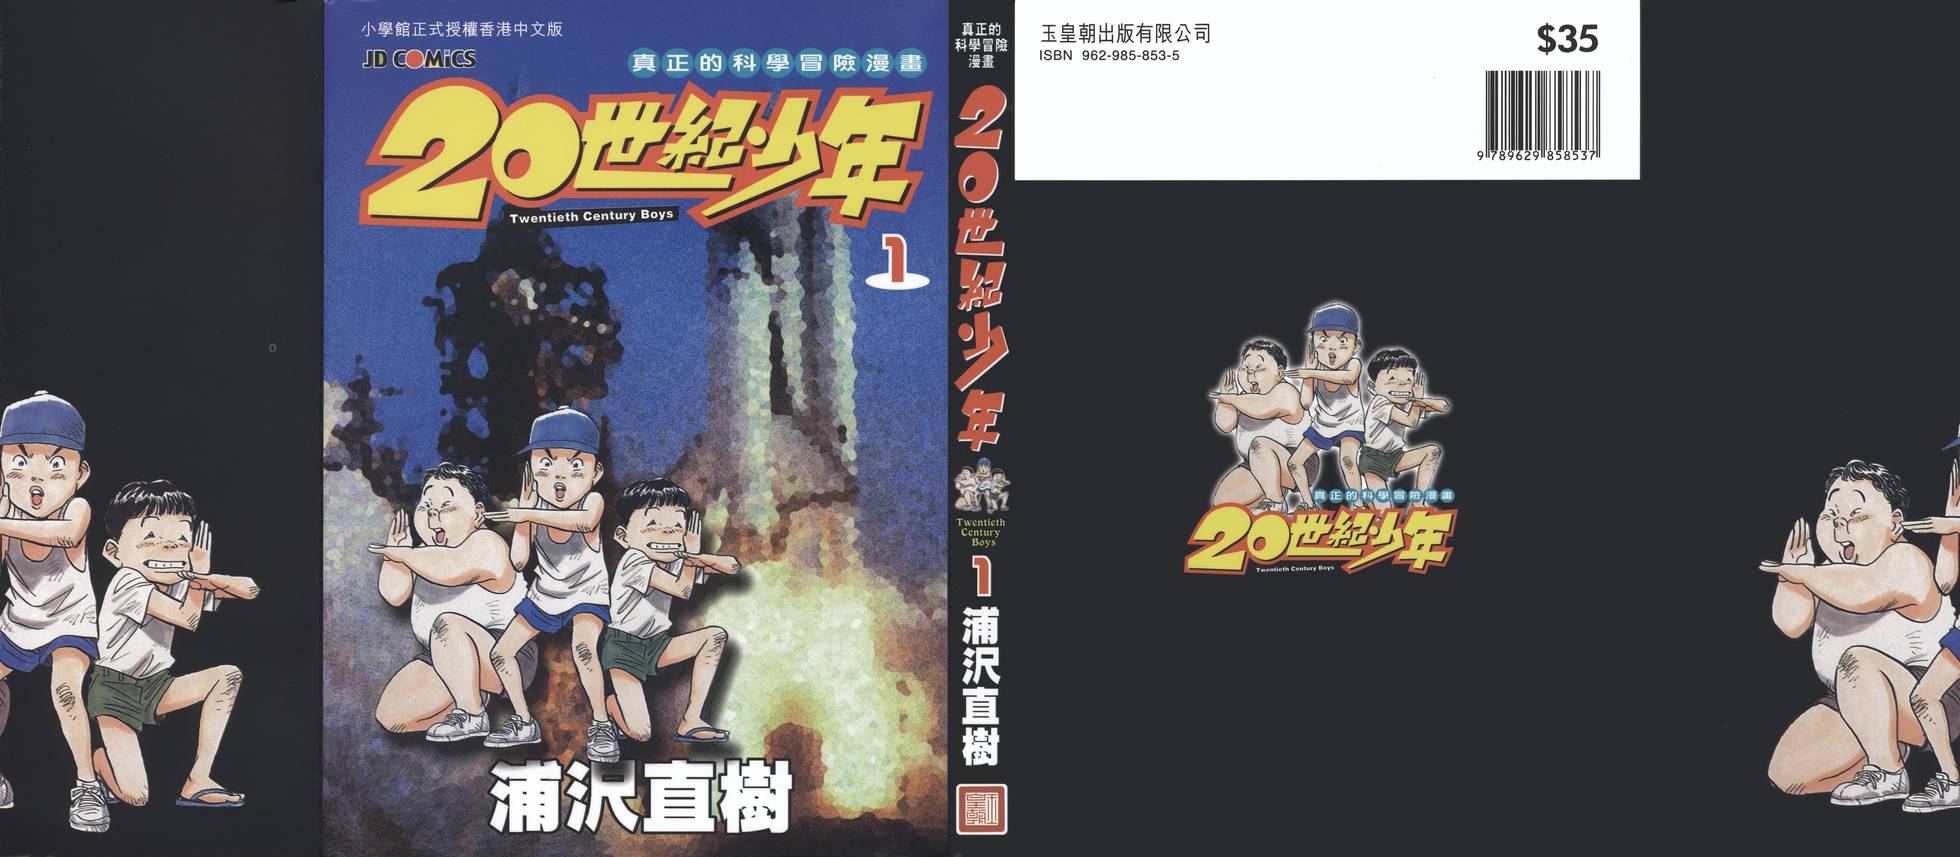 小學館正式授權香港中文版
JD COMiCS
真正的科學冒險漫畫
20世紀少年
Twentieth Century Boys
1
浦沢直樹
真正的
科學冒險
漫畫
20世紀少年
Twentieth
Century
Boys
1
浦沢直樹
玉皇朝
玉皇朝出版有限公司
ISBN 962-985-853-5
$35
9 789629 858537
真正的科學冒險漫畫
20世紀少年
Twentieth Century Boys